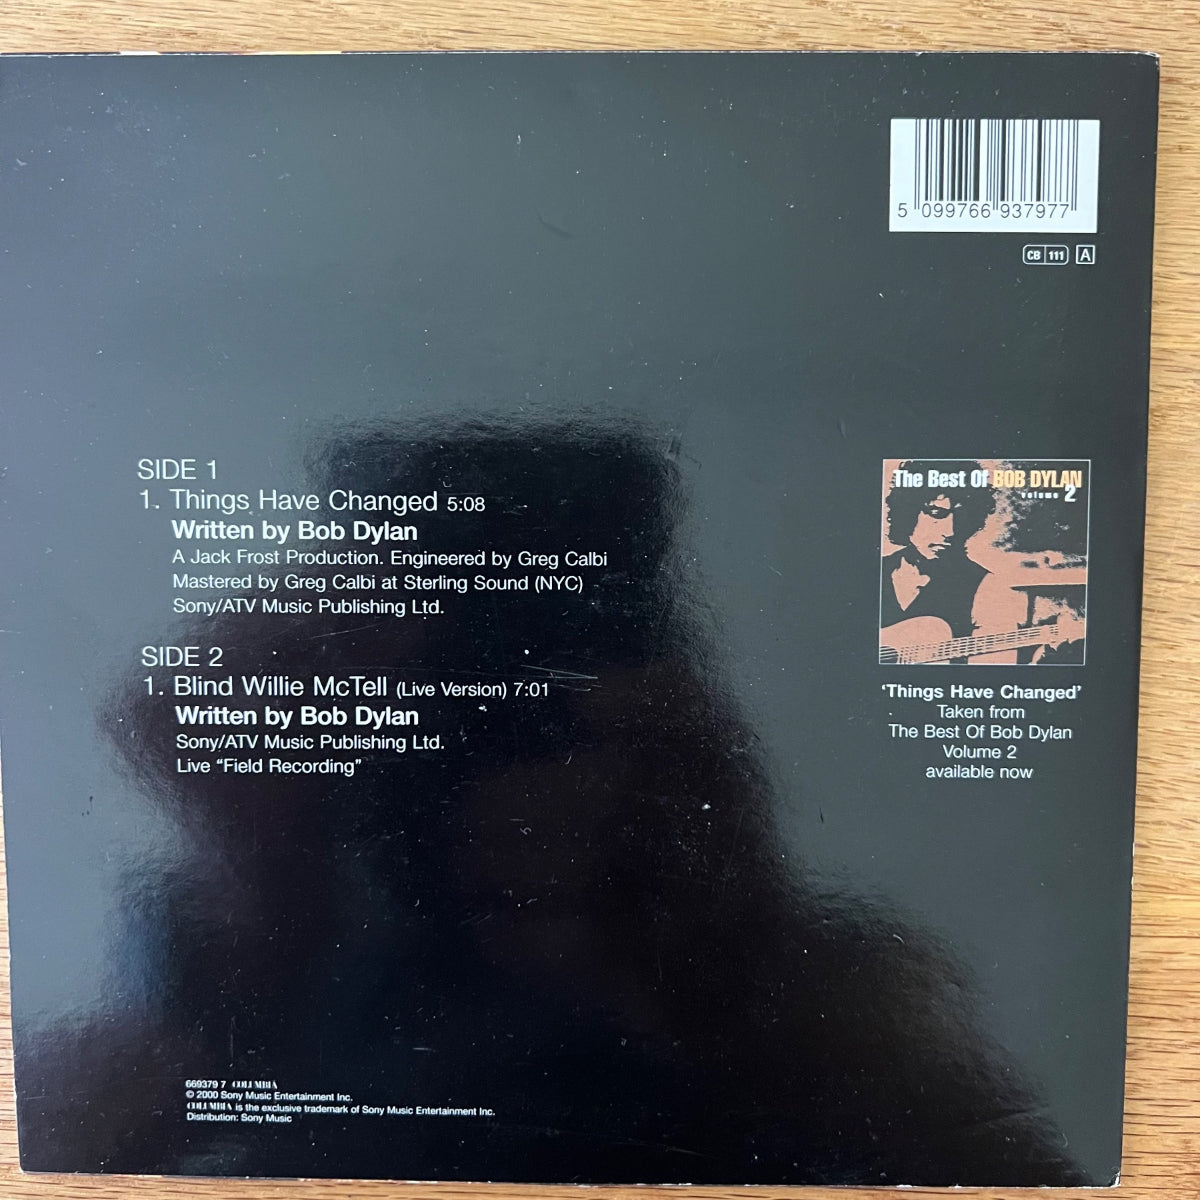 5 099766 937977
CB 111 A
SIDE 1
1. Things Have Changed 5:08
Written by Bob Dylan
A Jack Frost Production. Engineered by Greg Calbi
Mastered by Greg Calbi at Sterling Sound (NYC)
Sony/ATV Music Publishing Ltd.
SIDE 2
1. Blind Willie McTell (Live Version) 7:01
Written by Bob Dylan
Sony/ATV Music Publishing Ltd.
Live “Field Recording”
The Best Of BOB DYLAN
volume 2
‘Things Have Changed’
Taken from
The Best Of Bob Dylan
Volume 2
available now
669379 7 COLUMBIA
© 2000 Sony Music Entertainment Inc.
COLUMBIA is the exclusive trademark of Sony Music Entertainment Inc.
Distribution: Sony Music